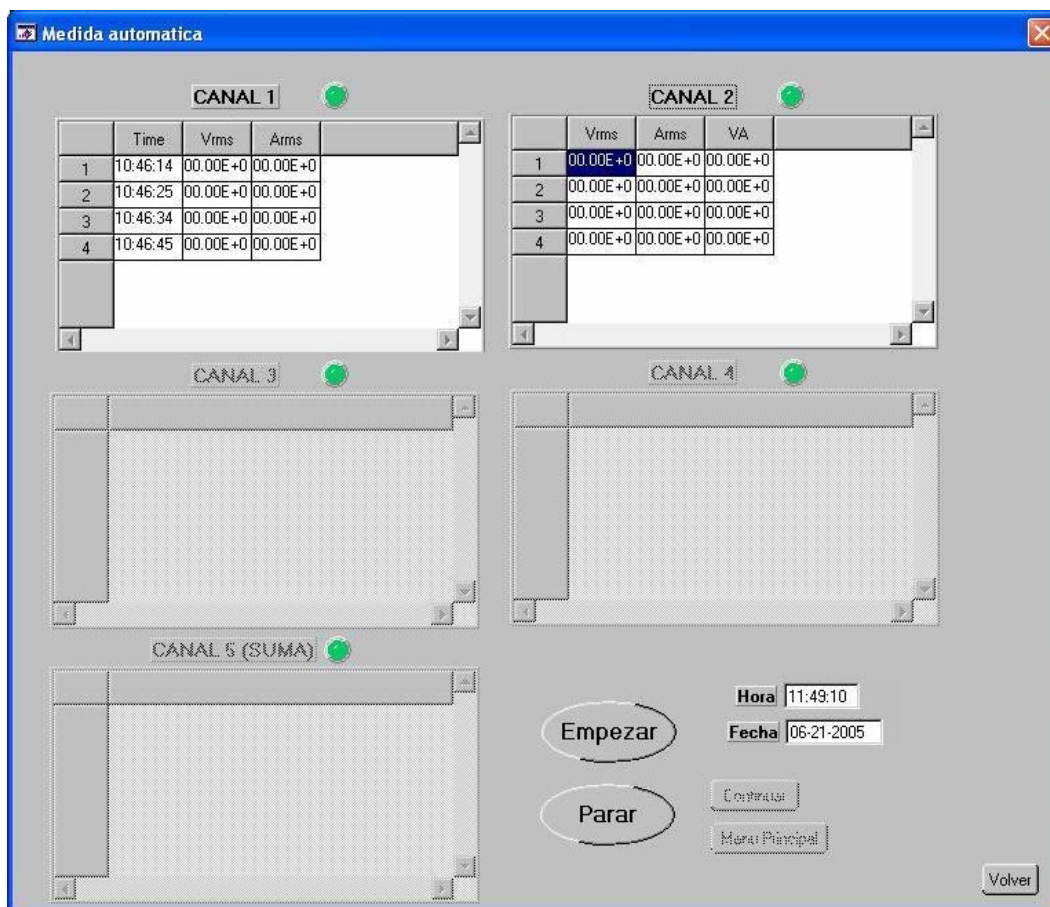 Medida automatica
CANAL 1
Time Vrms Arms
1 10:46:14 00.00E+0 00.00E+0
2 10:46:25 00.00E+0 00.00E+0
3 10:46:34 00.00E+0 00.00E+0
4 10:46:45 00.00E+0 00.00E+0
CANAL 2
Vrms Arms VA
1 00.00E+0 00.00E+0 00.00E+0
2 00.00E+0 00.00E+0 00.00E+0
3 00.00E+0 00.00E+0 00.00E+0
4 00.00E+0 00.00E+0 00.00E+0
CANAL 3
CANAL 4
CANAL 5 (SUMA)
Hora 11:49:10
Empezar
Fecha 06-21-2005
Continuar
Parar
Menu Principal
Volver